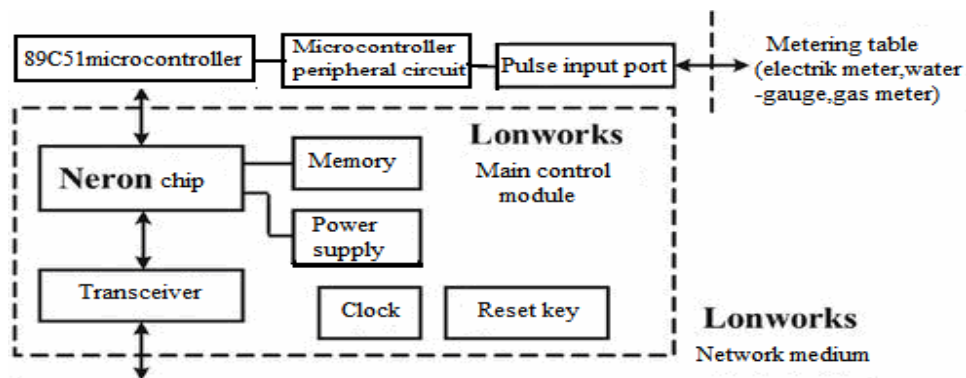 89C51microcontroller
Microcontroller
peripheral circuit
Pulse input port
Metering table
(electrik meter,water
-gauge,gas meter)
Lonworks
Main control
module
Neron chip
Memory
Power
supply
Transceiver
Clock
Reset key
Lonworks
Network medium